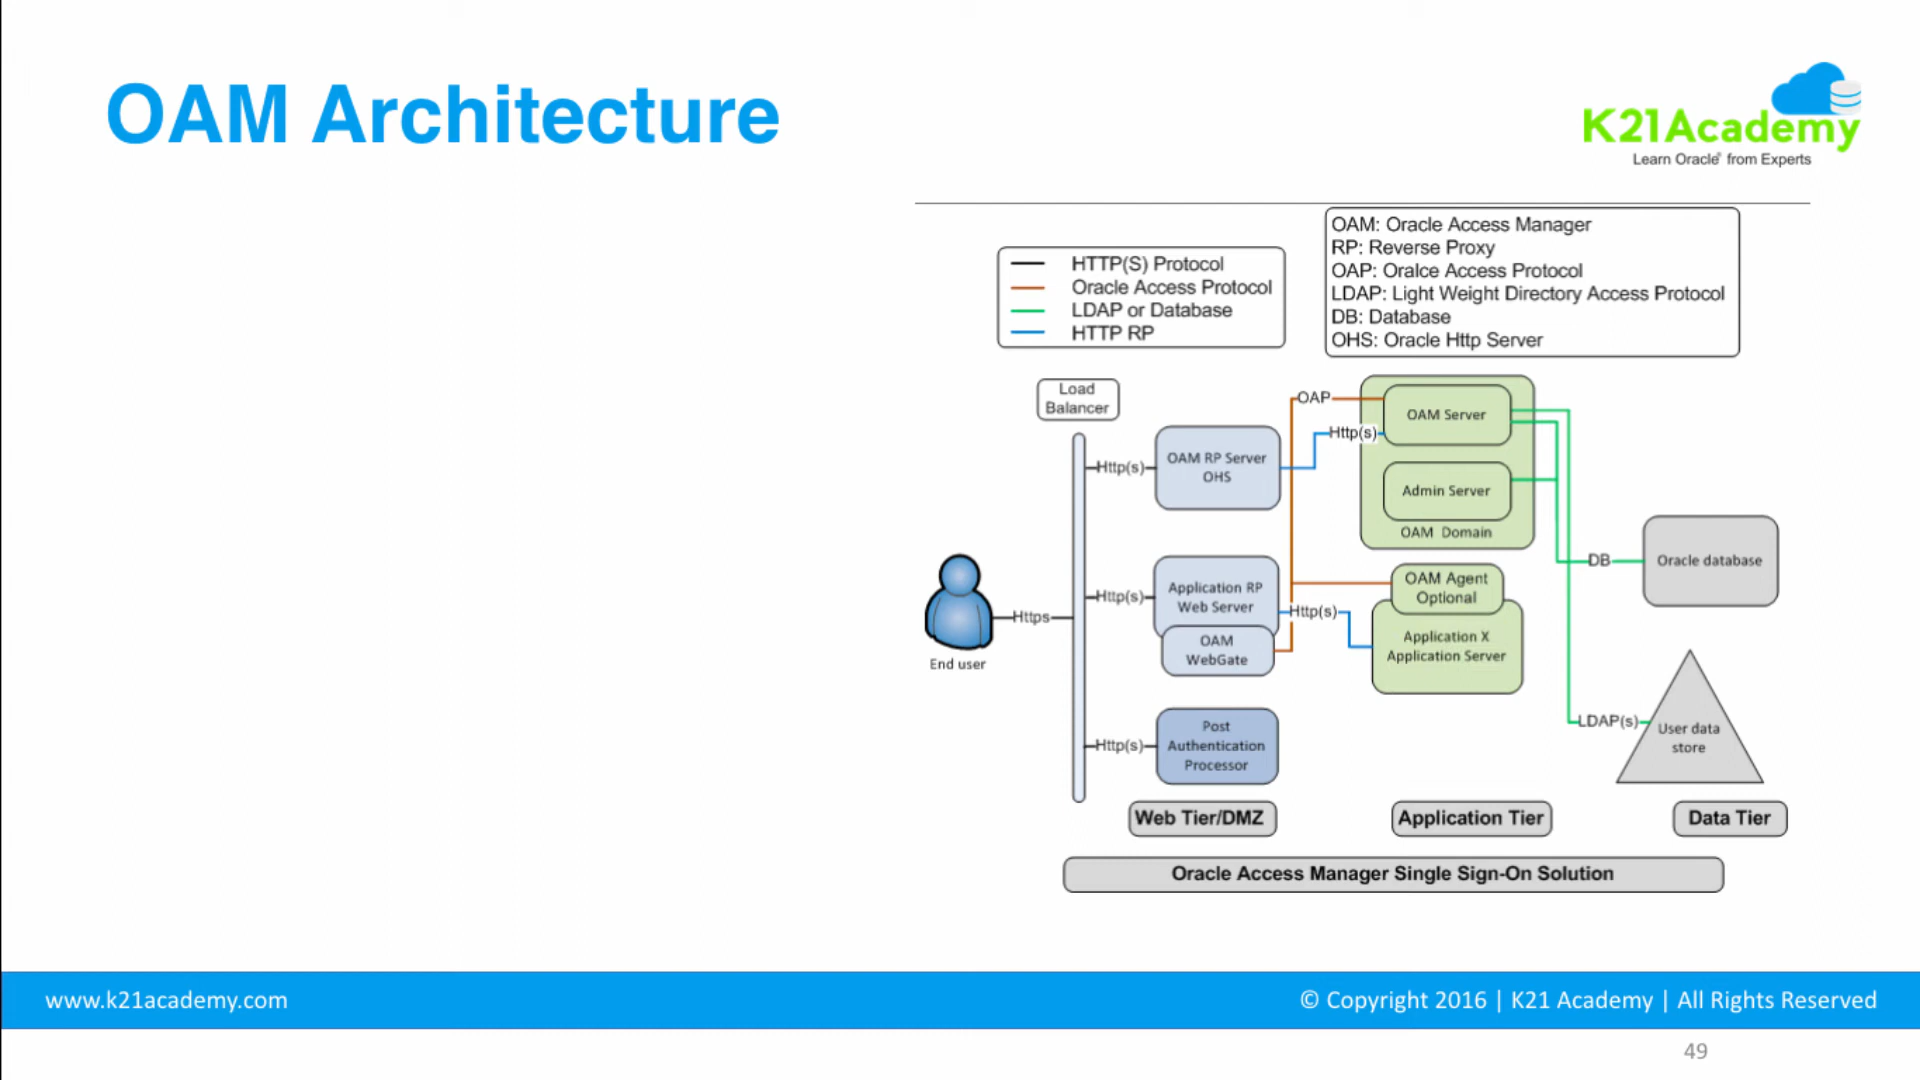 OAM Architecture
K21Academy
Learn Oracle® from Experts
HTTP(S) Protocol
Oracle Access Protocol
LDAP or Database
HTTP RP
OAM: Oracle Access Manager
RP: Reverse Proxy
OAP: Oralce Access Protocol
LDAP: Light Weight Directory Access Protocol
DB: Database
OHS: Oracle Http Server
Load
Balancer
End user
Https
Http(s)
OAM RP Server
OHS
Http(s)
Application RP
Web Server
OAM
WebGate
Http(s)
Post
Authentication
Processor
OAP
Http(s)
OAM Server
Admin Server
OAM Domain
Http(s)
OAM Agent
Optional
Application X
Application Server
DB
Oracle database
LDAP(s)
User data
store
Web Tier/DMZ
Application Tier
Data Tier
Oracle Access Manager Single Sign-On Solution
www.k21academy.com
© Copyright 2016 | K21 Academy | All Rights Reserved
49